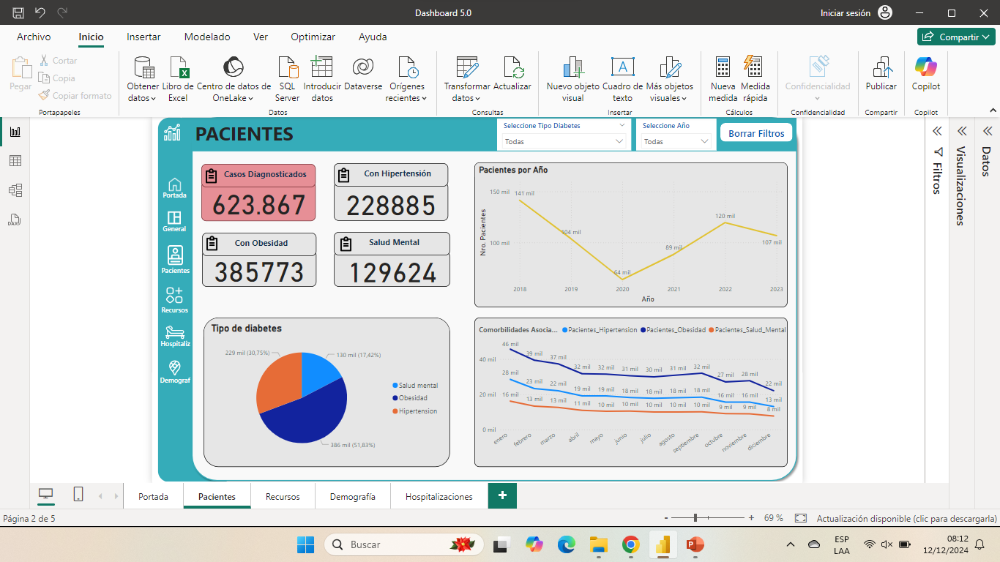 Dashboard 5.0
Iniciar sesión
Archivo Inicio Insertar Modelado Ver Optimizar Ayuda
Compartir
Pegar
Cortar
Copia
Copiar formato
Portapapeles
Obtener datos
Libro de Excel
Centro de datos de OneLake
SQL Server
Introducir datos
Dataverse
Orígenes recientes
Datos
Transformar datos
Actualizar
Consultas
Nuevo objeto visual
Cuadro de texto
Más objetos visuales
Insertar
Nueva medida
Medida rápida
Cálculos
Confidencialidad
Confidencialidad
Publicar
Compartir
Copilot
Copilot
DAX
PACIENTES
Seleccione Tipo Diabetes
Todas
Seleccione Año
Todas
Borrar Filtros
Portada
General
Pacientes
Recursos
Hospitaliz
Demograf
Casos Diagnosticados
623.867
Con Hipertensión
228885
Con Obesidad
385773
Salud Mental
129624
Pacientes por Año
Nro. Pacientes
150 mil
100 mil
141 mil
104 mil
64 mil
89 mil
120 mil
107 mil
2018 2019 2020 2021 2022 2023
Año
Tipo de diabetes
229 mil (30,75%)
130 mil (17,42%)
386 mil (51,83%)
Salud mental
Obesidad
Hipertension
Comorbilidades Asocia... Pacientes_Hipertension Pacientes_Obesidad Pacientes_Salud_Mental
40 mil
20 mil
0 mil
46 mil 39 mil 37 mil 32 mil 32 mil 31 mil 30 mil 31 mil 32 mil 27 mil 28 mil 22 mil
28 mil 23 mil 22 mil 19 mil 19 mil 18 mil 18 mil 18 mil 18 mil 16 mil 16 mil 13 mil
16 mil 13 mil 13 mil 11 mil 10 mil 10 mil 10 mil 10 mil 10 mil 9 mil 9 mil 8 mil
enero febrero marzo abril mayo junio julio agosto septiembre octubre noviembre diciembre
Filtros
Visualizaciones
Datos
Portada Pacientes Recursos Demografía Hospitalizaciones
Página 2 de 5
69 %
Actualización disponible (clic para descargarla)
Buscar
ESP
LAA
08:12
12/12/2024